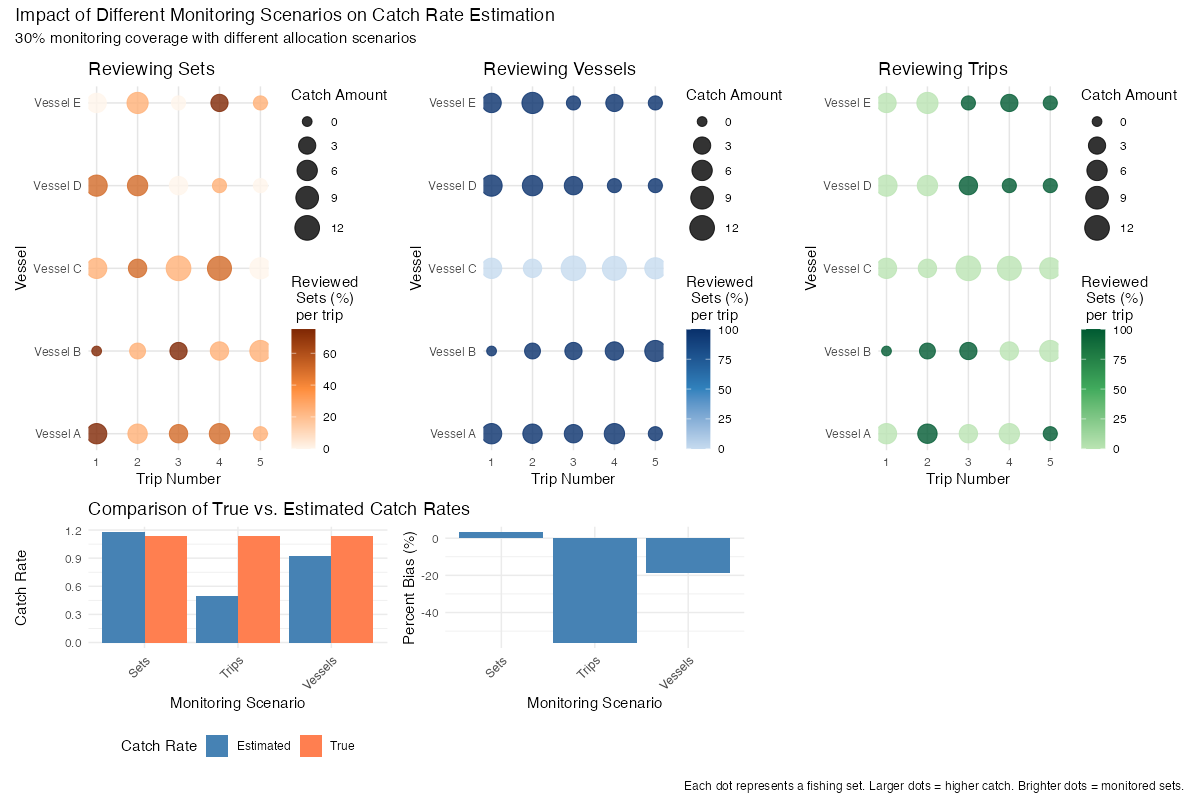 Impact of Different Monitoring Scenarios on Catch Rate Estimation
30% monitoring coverage with different allocation scenarios
Reviewing Sets
Vessel
Vessel E
Vessel D
Vessel C
Vessel B
Vessel A
1 2 3 4 5
Trip Number
Catch Amount
0
3
6
9
12
Reviewed
Sets (%)
per trip
60
40
20
0
Reviewing Vessels
Vessel
Vessel E
Vessel D
Vessel C
Vessel B
Vessel A
1 2 3 4 5
Trip Number
Catch Amount
0
3
6
9
12
Reviewed
Sets (%)
per trip
100
75
50
25
0
Reviewing Trips
Vessel
Vessel E
Vessel D
Vessel C
Vessel B
Vessel A
1 2 3 4 5
Trip Number
Catch Amount
0
3
6
9
12
Reviewed
Sets (%)
per trip
100
75
50
25
0
Comparison of True vs. Estimated Catch Rates
Catch Rate
1.2
0.9
0.6
0.3
0.0
Sets Trips Vessels
Monitoring Scenario
Catch Rate Estimated True
Percent Bias (%)
0
-20
-40
Sets Trips Vessels
Monitoring Scenario
Each dot represents a fishing set. Larger dots = higher catch. Brighter dots = monitored sets.